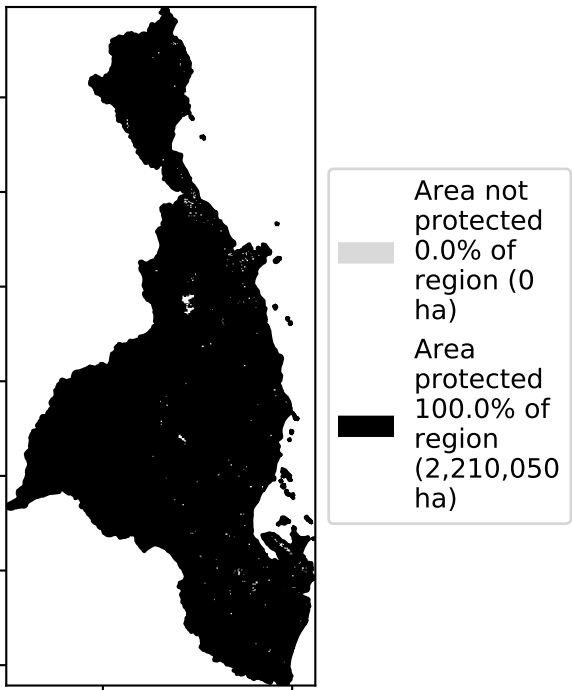 Area not
protected
0.0% of
region (0
ha)
Area
protected
100.0% of
region
(2,210,050
ha)